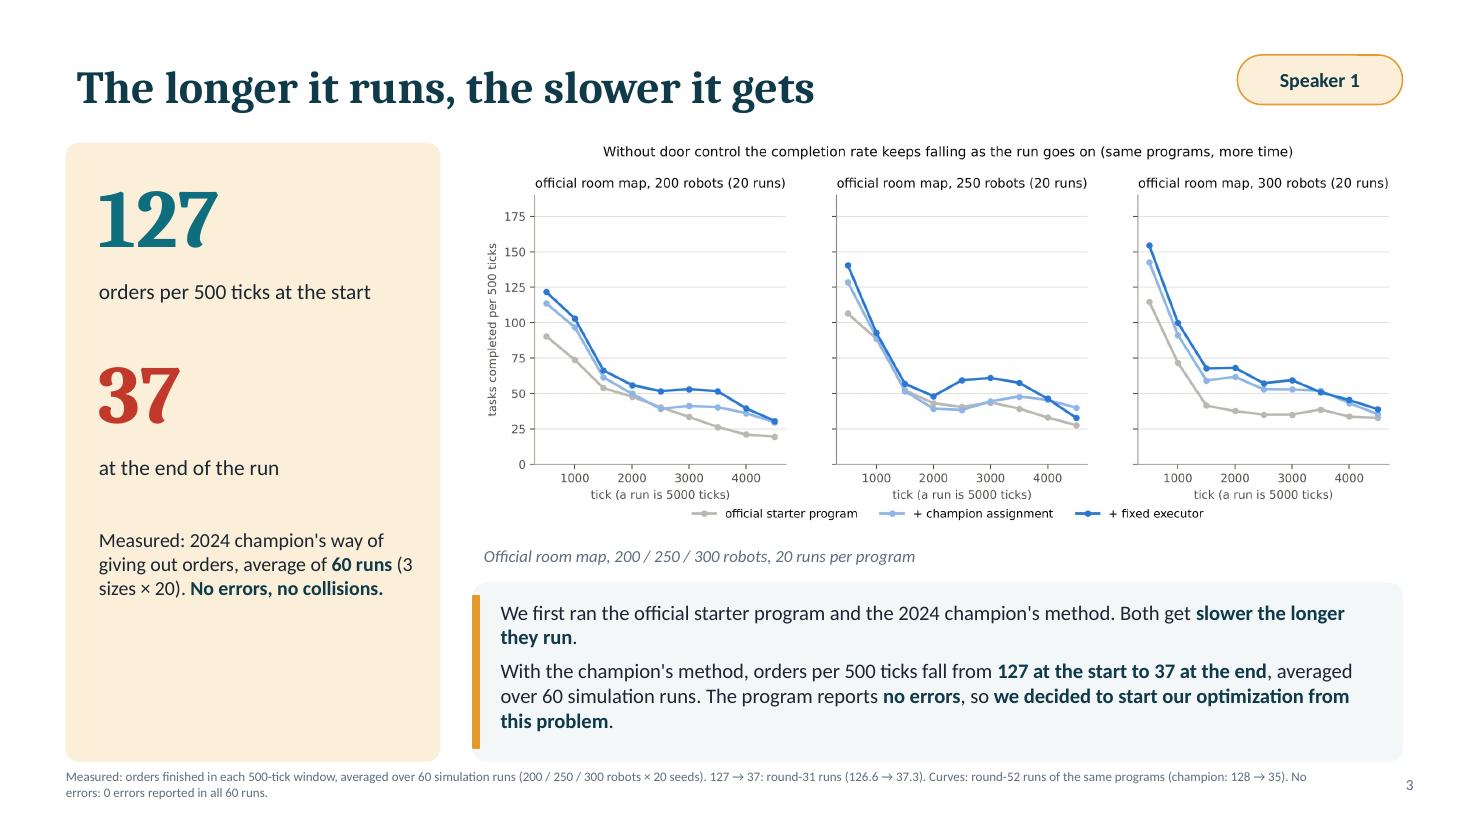 The longer it runs, the slower it gets
Speaker 1
127
orders per 500 ticks at the start
37
at the end of the run
Measured: 2024 champion's way of
giving out orders, average of 60 runs (3
sizes × 20). No errors, no collisions.
Without door control the completion rate keeps falling as the run goes on (same programs, more time)
official room map, 200 robots (20 runs)
official room map, 250 robots (20 runs)
official room map, 300 robots (20 runs)
tasks completed per 500 ticks
175
150
125
100
75
50
25
0
1000 2000 3000 4000
1000 2000 3000 4000
1000 2000 3000 4000
tick (a run is 5000 ticks)
tick (a run is 5000 ticks)
tick (a run is 5000 ticks)
official starter program
+ champion assignment
+ fixed executor
Official room map, 200 / 250 / 300 robots, 20 runs per program
We first ran the official starter program and the 2024 champion's method. Both get slower the longer
they run.
With the champion's method, orders per 500 ticks fall from 127 at the start to 37 at the end, averaged
over 60 simulation runs. The program reports no errors, so we decided to start our optimization from
this problem.
Measured: orders finished in each 500-tick window, averaged over 60 simulation runs (200 / 250 / 300 robots × 20 seeds). 127 → 37: round-31 runs (126.6 → 37.3). Curves: round-52 runs of the same programs (champion: 128 → 35). No
errors: 0 errors reported in all 60 runs.
3